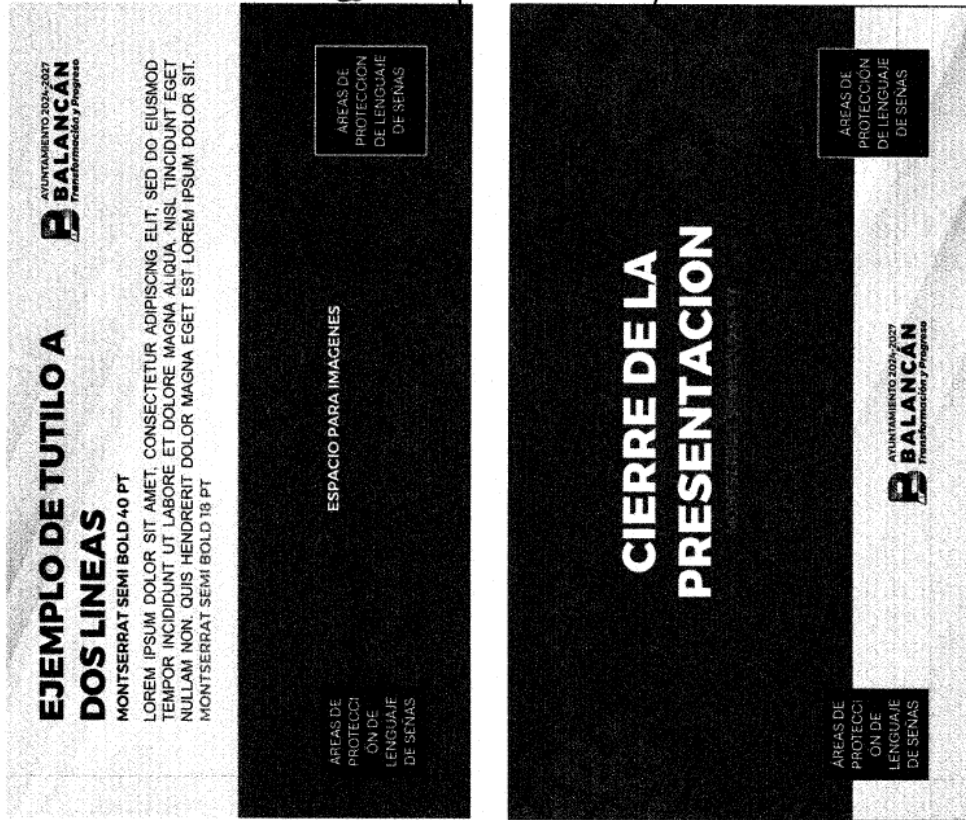 EJEMPLO DE TUTILO A
DOS LINEAS
MONTSERRAT SEMI BOLD 40 PT
LOREM IPSUM DOLOR SIT AMET, CONSECTETUR ADIPISCING ELIT, SED DO EIUSMOD
TEMPOR INCIDIDUNT UT LABORE ET DOLORE MAGNA ALIQUA. NISL TINCIDUNT EGET
NULLAM NON. QUIS HENDRERIT DOLOR MAGNA EGET EST LOREM IPSUM DOLOR SIT.
MONTSERRAT SEMI BOLD 18 PT
AYUNTAMIENTO 2024-2027
BALANCÁN
Transformación y Progreso
AREAS DE
PROTECCI
ON DE
LENGUAJE
DE SEÑAS
ESPACIO PARA IMAGENES
AREAS DE
PROTECCION
DE LENGUAJE
DE SEÑAS
CIERRE DE LA
PRESENTACION
AREAS DE
PROTECCI
ON DE
LENGUAJE
DE SEÑAS
AYUNTAMIENTO 2024-2027
BALANCÁN
Transformación y Progreso
AREAS DE
PROTECCIÓN
DE LENGUAJE
DE SEÑAS